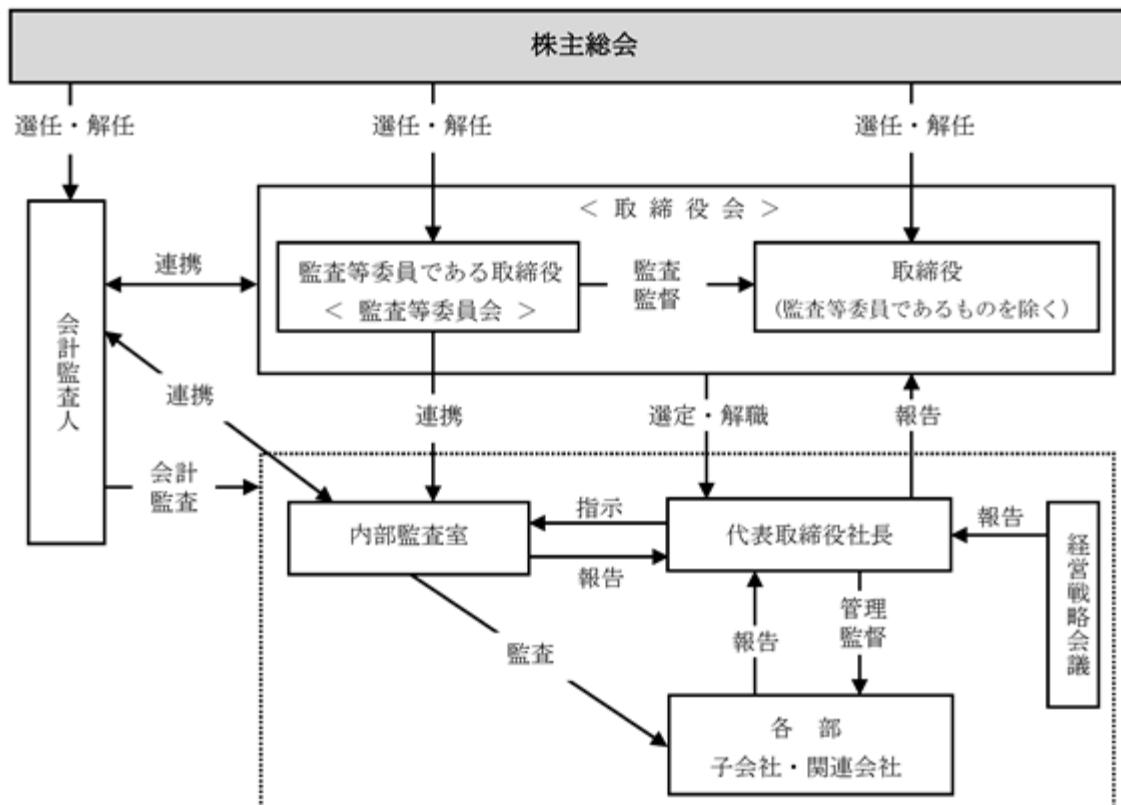 株主総会
選任・解任
選任・解任
選任・解任
< 取 締 役 会 >
監査等委員である取締役
< 監査等委員会 >
監査
監督
取締役
(監査等委員であるものを除く)
連携
会計監査人
連携
連携
選定・解職
報告
会計
監査
内部監査室
指示
報告
代表取締役社長
報告
経営戦略会議
監査
報告
管理
監督
各 部
子会社・関連会社